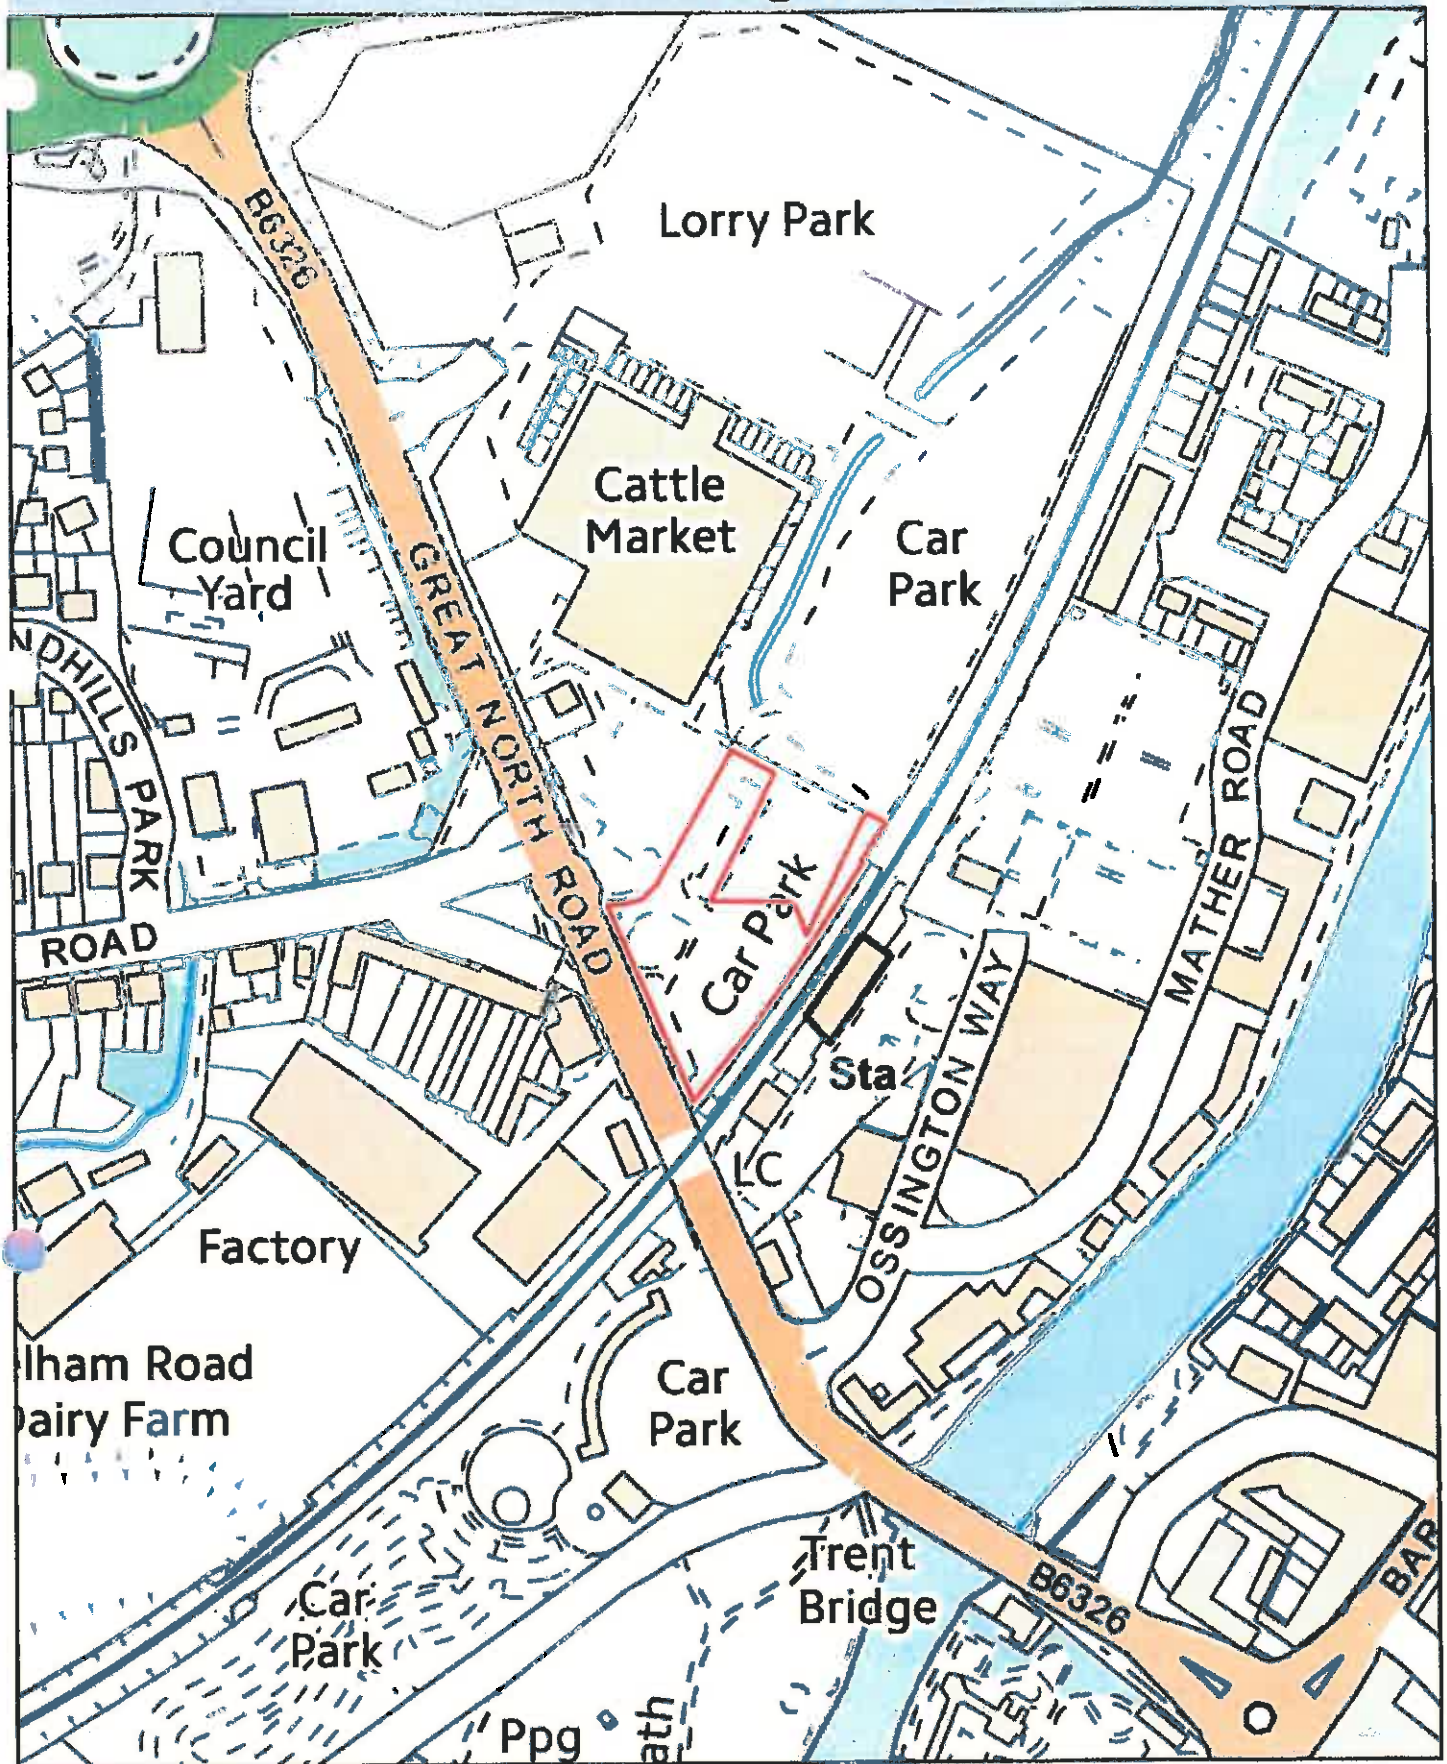 B6326
Lorry Park
Cattle
Market
Car
Park
Council
Yard
GREAT NORTH ROAD
NDHILLS PARK
ROAD
MATHER ROAD
Car Park
Sta
OSSINGTON WAY
LC
Factory
lham Road
Dairy Farm
Car
Park
Trent
Bridge
B6326
BAR
Car
Park
Ppg
ath